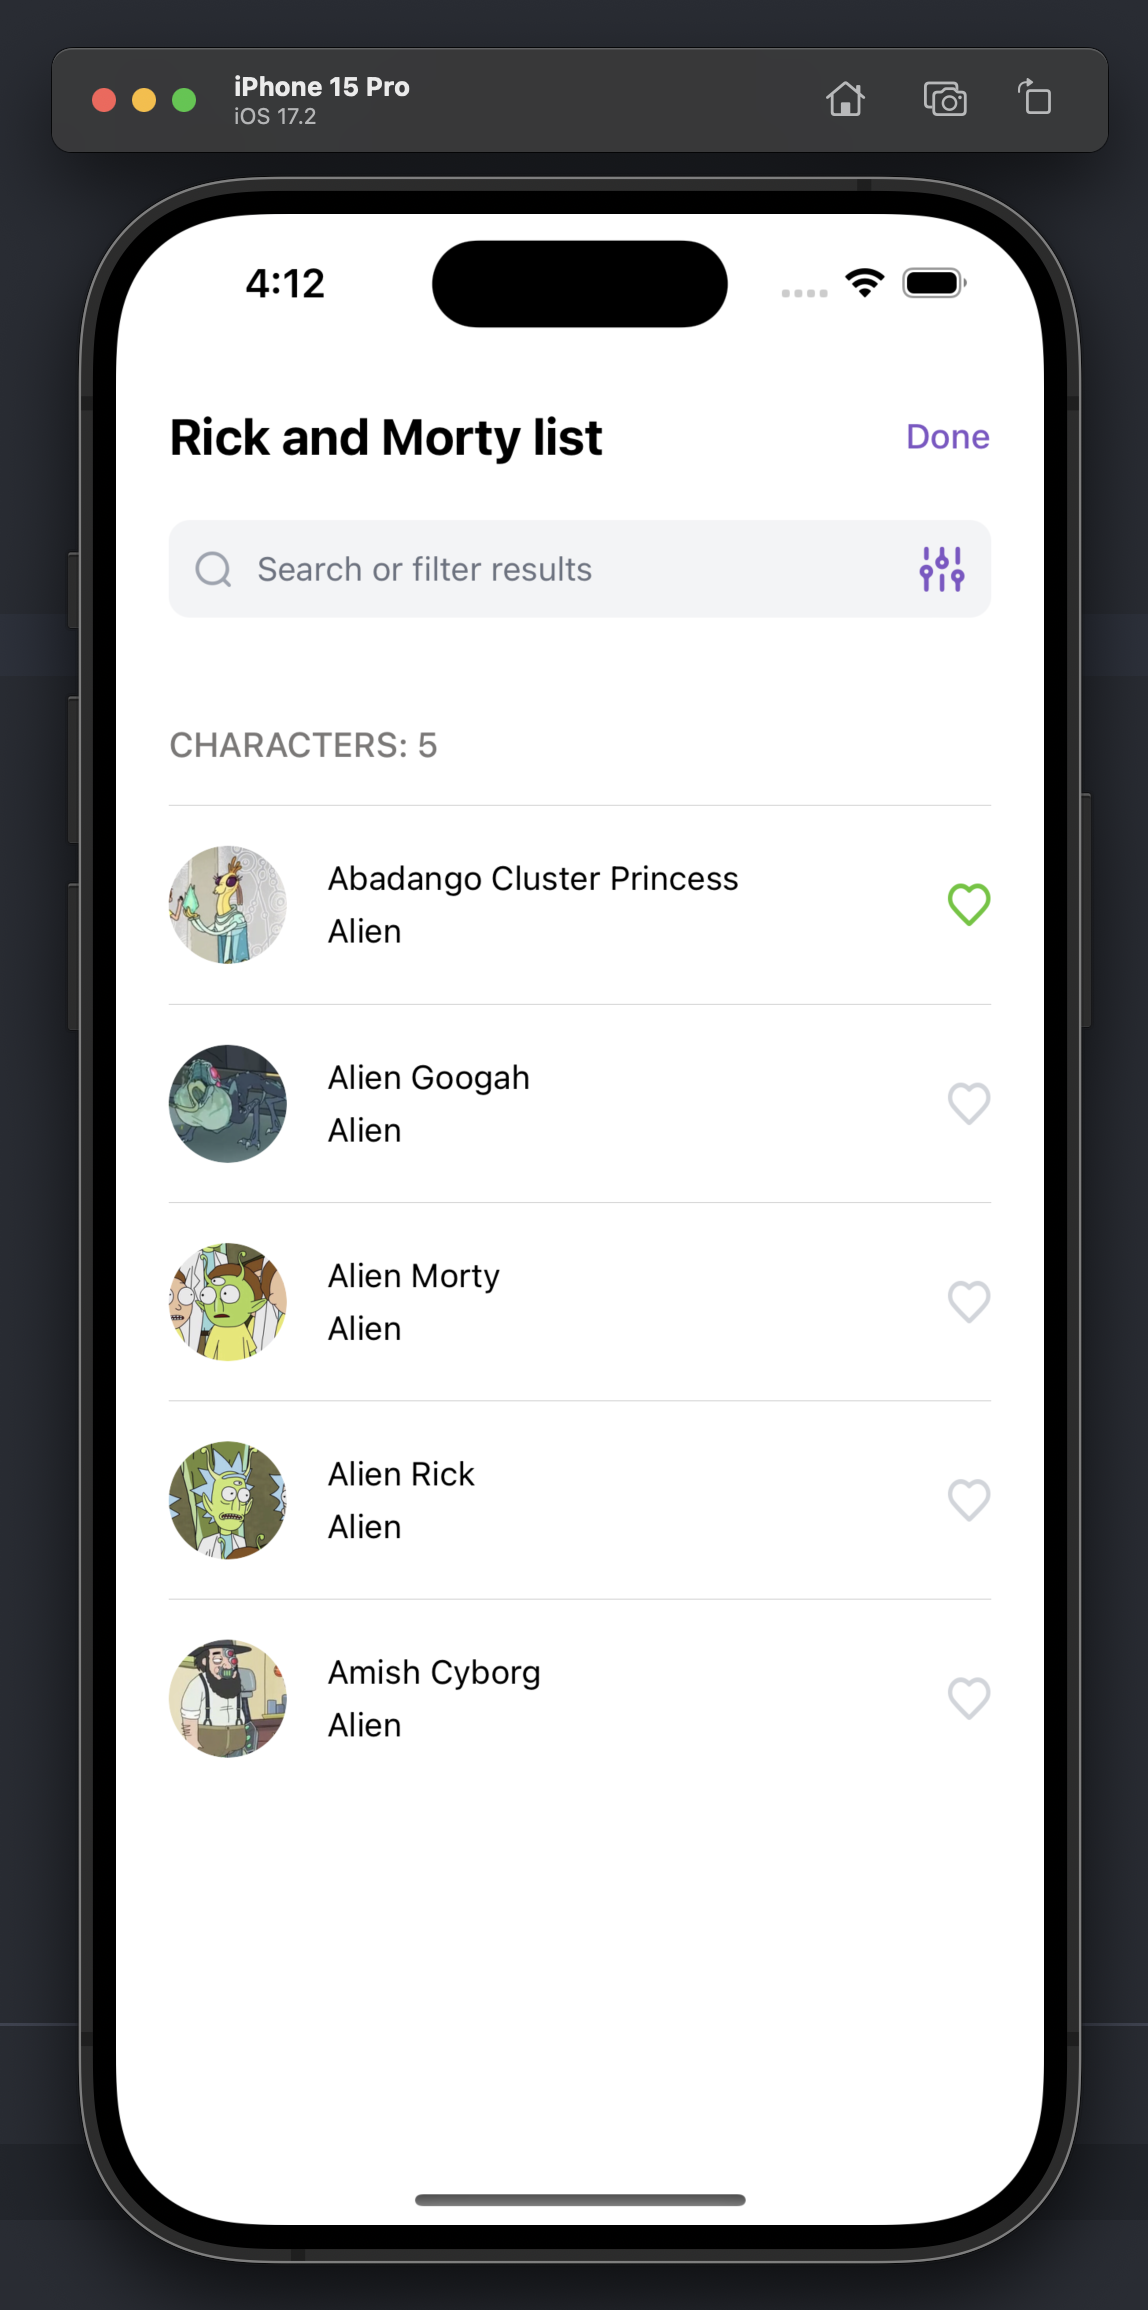 iPhone 15 Pro
iOS 17.2
4:12
Rick and Morty list
Done
Search or filter results
CHARACTERS: 5
Abadango Cluster Princess
Alien
Alien Googah
Alien
Alien Morty
Alien
Alien Rick
Alien
Amish Cyborg
Alien